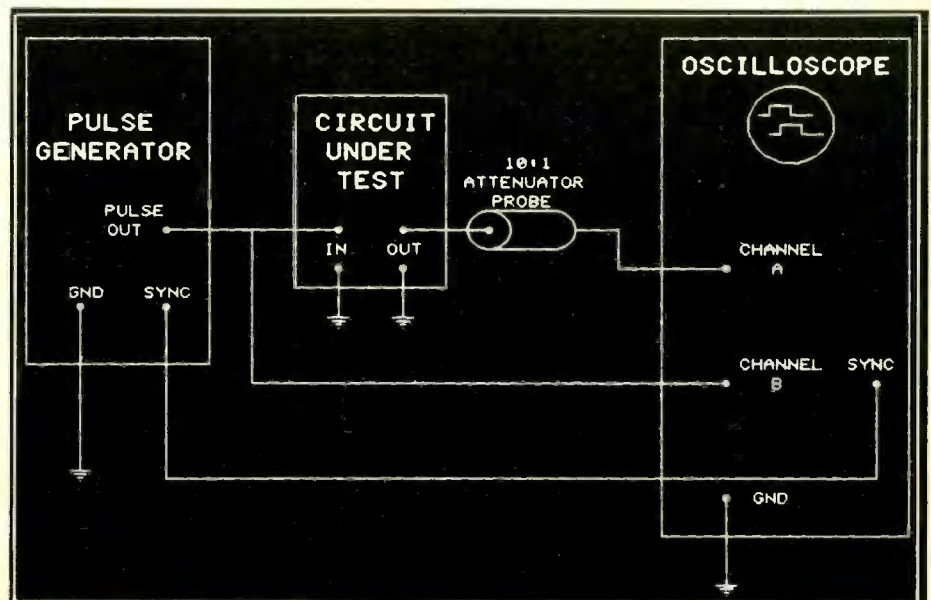 OSCILLOSCOPE
PULSE
GENERATOR
CIRCUIT
UNDER
TEST
10:1
ATTENUATOR
PROBE
PULSE
OUT
IN
OUT
CHANNEL
A
GND
SYNC
CHANNEL
B
SYNC
GND